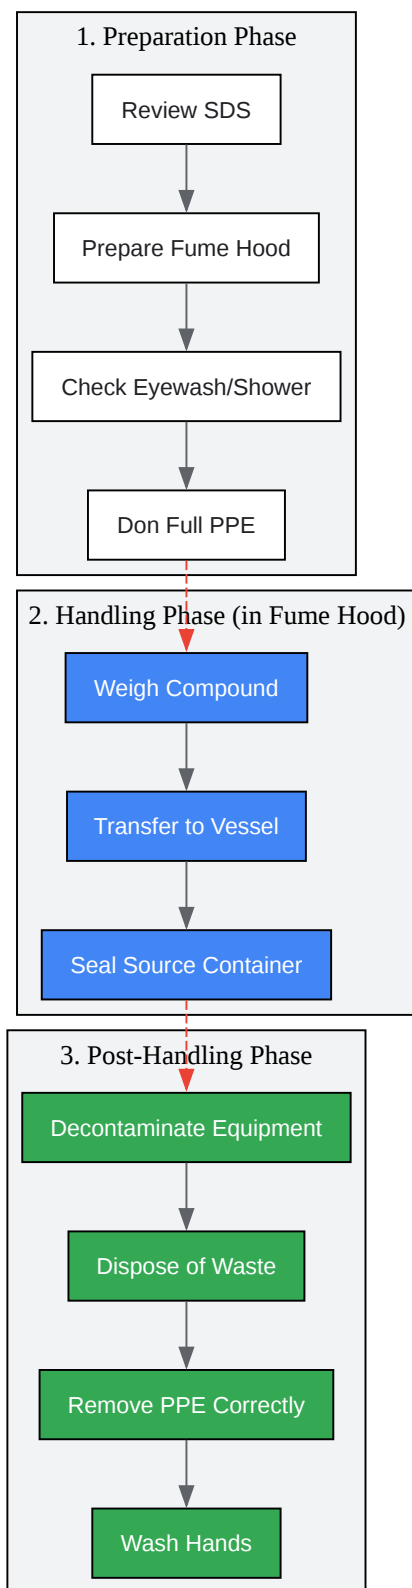 1. Preparation Phase
Review SDS
Prepare Fume Hood
Check Eyewash/Shower
Don Full PPE
2. Handling Phase (in Fume Hood)
Weigh Compound
Transfer to Vessel
Seal Source Container
3. Post-Handling Phase
Decontaminate Equipment
Dispose of Waste
Remove PPE Correctly
Wash Hands